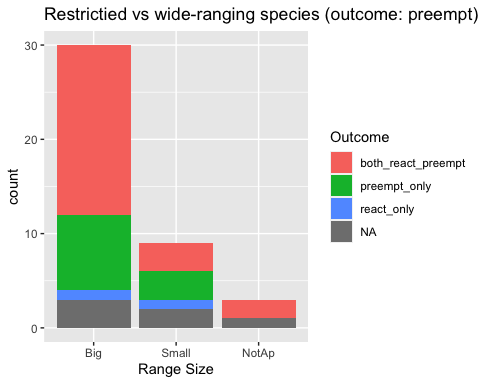 Restrictied vs wide-ranging species (outcome: preempt)
30
20
10
0
count
Big
Small
NotAp
Range Size
Outcome
both_react_preempt
preempt_only
react_only
NA